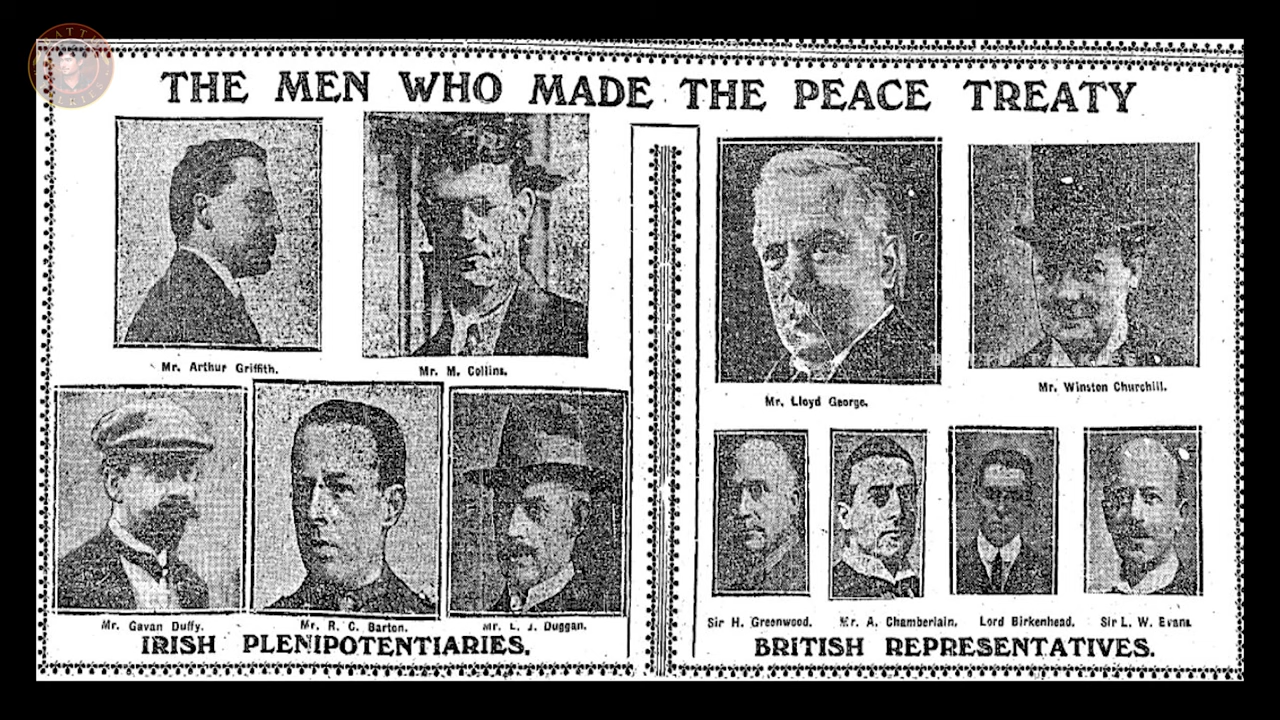 THE MEN WHO MADE THE PEACE TREATY
Mr. Arthur Griffith.
Mr. M. Collins.
Mr. Lloyd George.
Mr. Winston Churchill.
Mr. Gavan Duffy.
Mr. R. C. Barton.
Mr. E. J. Duggan.
IRISH PLENIPOTENTIARIES.
Sir H. Greenwood.
Mr. A. Chamberlain.
Lord Birkenhead.
Sir L. W. Evans
BRITISH REPRESENTATIVES.